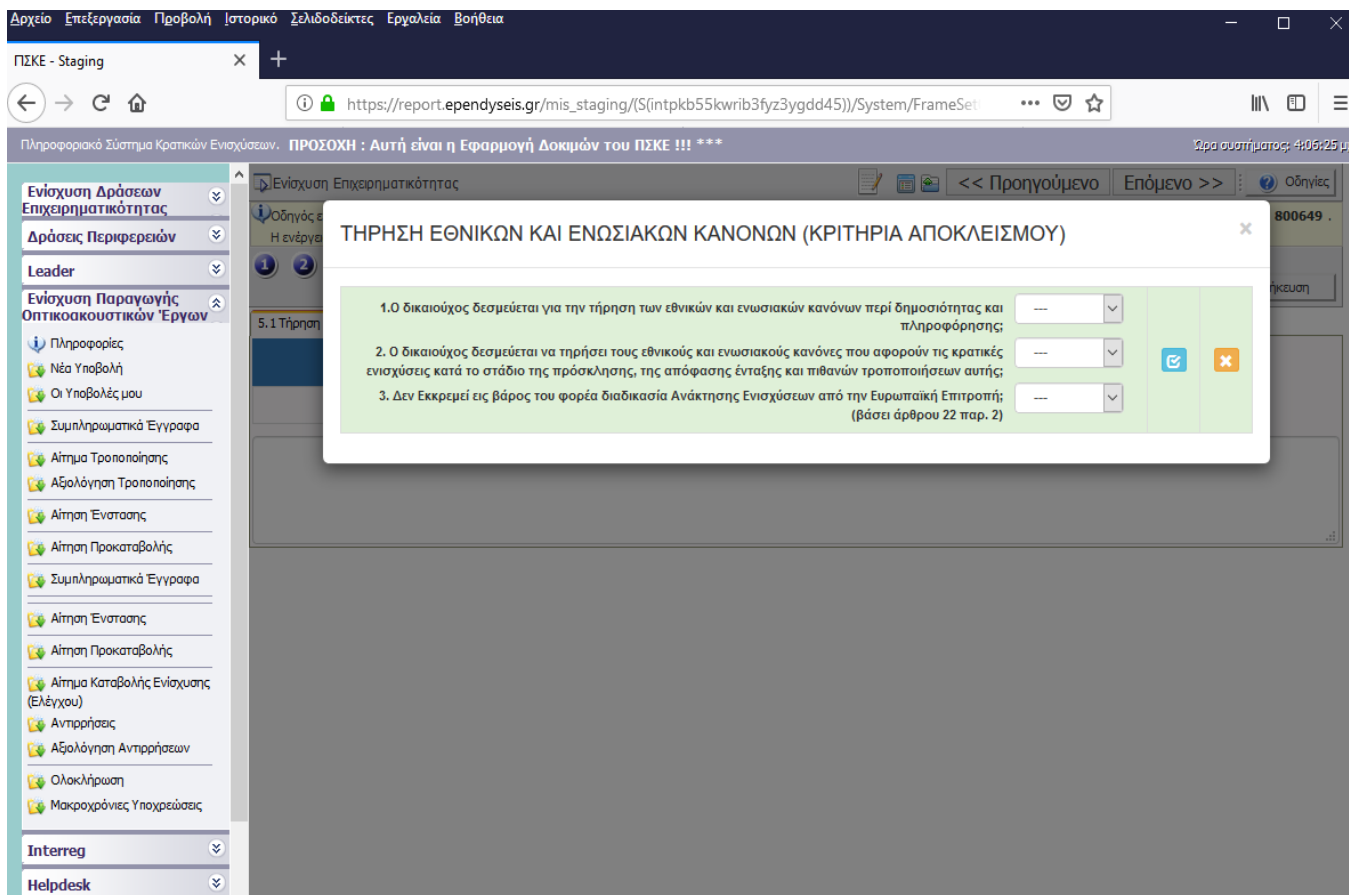 Αρχείο Επεξεργασία Προβολή Ιστορικό Σελιδοδείκτες Εργαλεία Βοήθεια
ΠΣΚΕ - Staging
https://report.ependyseis.gr/mis_staging/(S(intpkb55kwrib3fyz3ygdd45))/System/FrameSet
Πληροφοριακό Σύστημα Κρατικών Ενισχύσεων. ΠΡΟΣΟΧΗ : Αυτή είναι η Εφαρμογή Δοκιμών του ΠΣΚΕ !!! ***
Ώρα συστήματος: 4:05:25 μ
Ενίσχυση Δράσεων
Επιχειρηματικότητας
Δράσεις Περιφερειών
Leader
Ενίσχυση Παραγωγής
Οπτικοακουστικών Έργων
Πληροφορίες
Νέα Υποβολή
Οι Υποβολές μου
Συμπληρωματικά Έγγραφα
Αίτημα Τροποποίησης
Αξιολόγηση Τροποποίησης
Αίτηση Ένστασης
Αίτηση Προκαταβολής
Συμπληρωματικά Έγγραφα
Αίτηση Ένστασης
Αίτηση Προκαταβολής
Αίτημα Καταβολής Ενίσχυσης
(Ελέγχου)
Αντιρρήσεις
Αξιολόγηση Αντιρρήσεων
Ολοκλήρωση
Μακροχρόνιες Υποχρεώσεις
Interreg
Helpdesk
Ενίσχυση Επιχειρηματικότητας
<< Προηγούμενο Επόμενο >> Οδηγίες
Οδηγός ε
800649 .
Η ενέργει
1 2
ήκευση
5.1 Τήρηση
ΤΗΡΗΣΗ ΕΘΝΙΚΩΝ ΚΑΙ ΕΝΩΣΙΑΚΩΝ ΚΑΝΟΝΩΝ (ΚΡΙΤΗΡΙΑ ΑΠΟΚΛΕΙΣΜΟΥ)
1.Ο δικαιούχος δεσμεύεται για την τήρηση των εθνικών και ενωσιακών κανόνων περί δημοσιότητας και
πληροφόρησης;
---
2. Ο δικαιούχος δεσμεύεται να τηρήσει τους εθνικούς και ενωσιακούς κανόνες που αφορούν τις κρατικές
ενισχύσεις κατά το στάδιο της πρόσκλησης, της απόφασης ένταξης και πιθανών τροποποιήσεων αυτής;
---
3. Δεν Εκκρεμεί εις βάρος του φορέα διαδικασία Ανάκτησης Ενισχύσεων από την Ευρωπαϊκή Επιτροπή;
(βάσει άρθρου 22 παρ. 2)
---